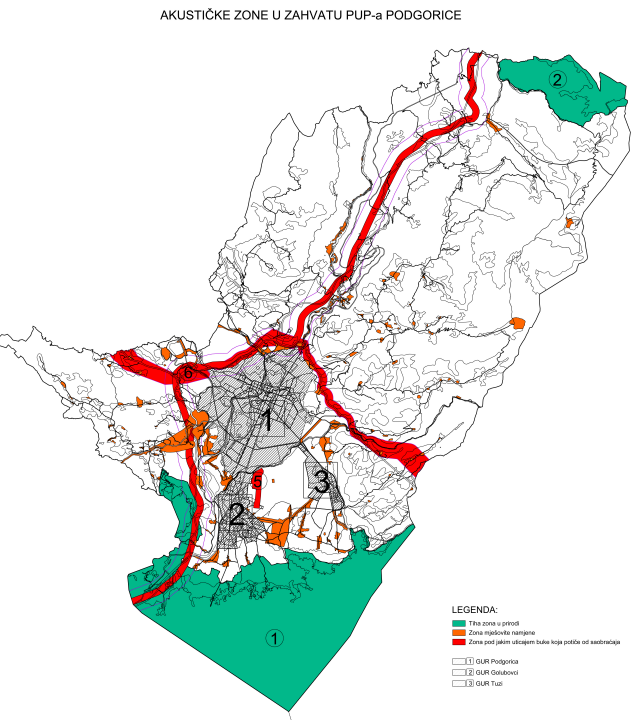 AKUSTIČKE ZONE U ZAHVATU PUP-a PODGORICE
2
6
1
5
3
2
1
LEGENDA:
Tiha zona u prirodi
Zona mješovite namjene
Zona pod jakim uticajem buke koja potiče od saobraćaja
1 GUR Podgorica
2 GUR Golubovci
3 GUR Tuzi